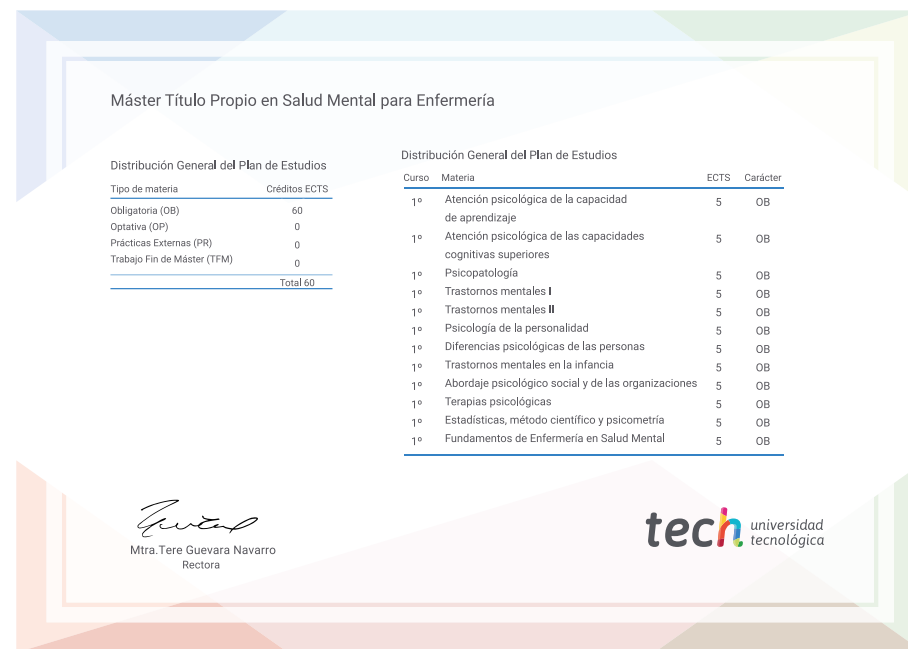 Máster Título Propio en Salud Mental para Enfermería
Distribución General del Plan de Estudios
Tipo de materia Créditos ECTS
Obligatoria (OB) 60
Optativa (OP) 0
Prácticas Externas (PR) 0
Trabajo Fin de Máster (TFM) 0
Total 60
Distribución General del Plan de Estudios
Curso Materia ECTS Carácter
1º Atención psicológica de la capacidad 5 OB
de aprendizaje
1º Atención psicológica de las capacidades 5 OB
cognitivas superiores
1º Psicopatología 5 OB
1º Trastornos mentales I 5 OB
1º Trastornos mentales II 5 OB
1º Psicología de la personalidad 5 OB
1º Diferencias psicológicas de las personas 5 OB
1º Trastornos mentales en la infancia 5 OB
1º Abordaje psicológico social y de las organizaciones 5 OB
1º Terapias psicológicas 5 OB
1º Estadísticas, método científico y psicometría 5 OB
1º Fundamentos de Enfermería en Salud Mental 5 OB
Mtra.Tere Guevara Navarro
Rectora
tech universidad
tecnológica